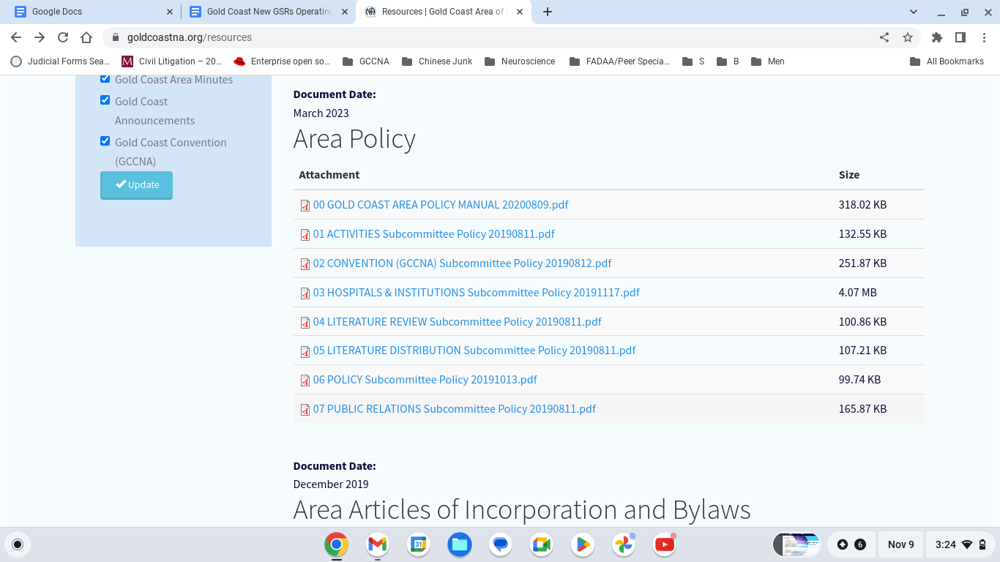 Google Docs
Gold Coast New GSRs Operating
Resources | Gold Coast Area of
goldcoastna.org/resources
Judicial Forms Sea...
Civil Litigation – 20...
Enterprise open so...
GCCNA
Chinese Junk
Neuroscience
FADAA/Peer Specia...
S
B
Men
All Bookmarks
Gold Coast Area Minutes
Gold Coast
Announcements
Gold Coast Convention
(GCCNA)
Update
Document Date:
March 2023
Area Policy
Attachment Size
00 GOLD COAST AREA POLICY MANUAL 20200809.pdf 318.02 KB
01 ACTIVITIES Subcommittee Policy 20190811.pdf 132.55 KB
02 CONVENTION (GCCNA) Subcommittee Policy 20190812.pdf 251.87 KB
03 HOSPITALS & INSTITUTIONS Subcommittee Policy 20191117.pdf 4.07 MB
04 LITERATURE REVIEW Subcommittee Policy 20190811.pdf 100.86 KB
05 LITERATURE DISTRIBUTION Subcommittee Policy 20190811.pdf 107.21 KB
06 POLICY Subcommittee Policy 20191013.pdf 99.74 KB
07 PUBLIC RELATIONS Subcommittee Policy 20190811.pdf 165.87 KB
Document Date:
December 2019
Area Articles of Incorporation and Bylaws
31
6
Nov 9
3:24